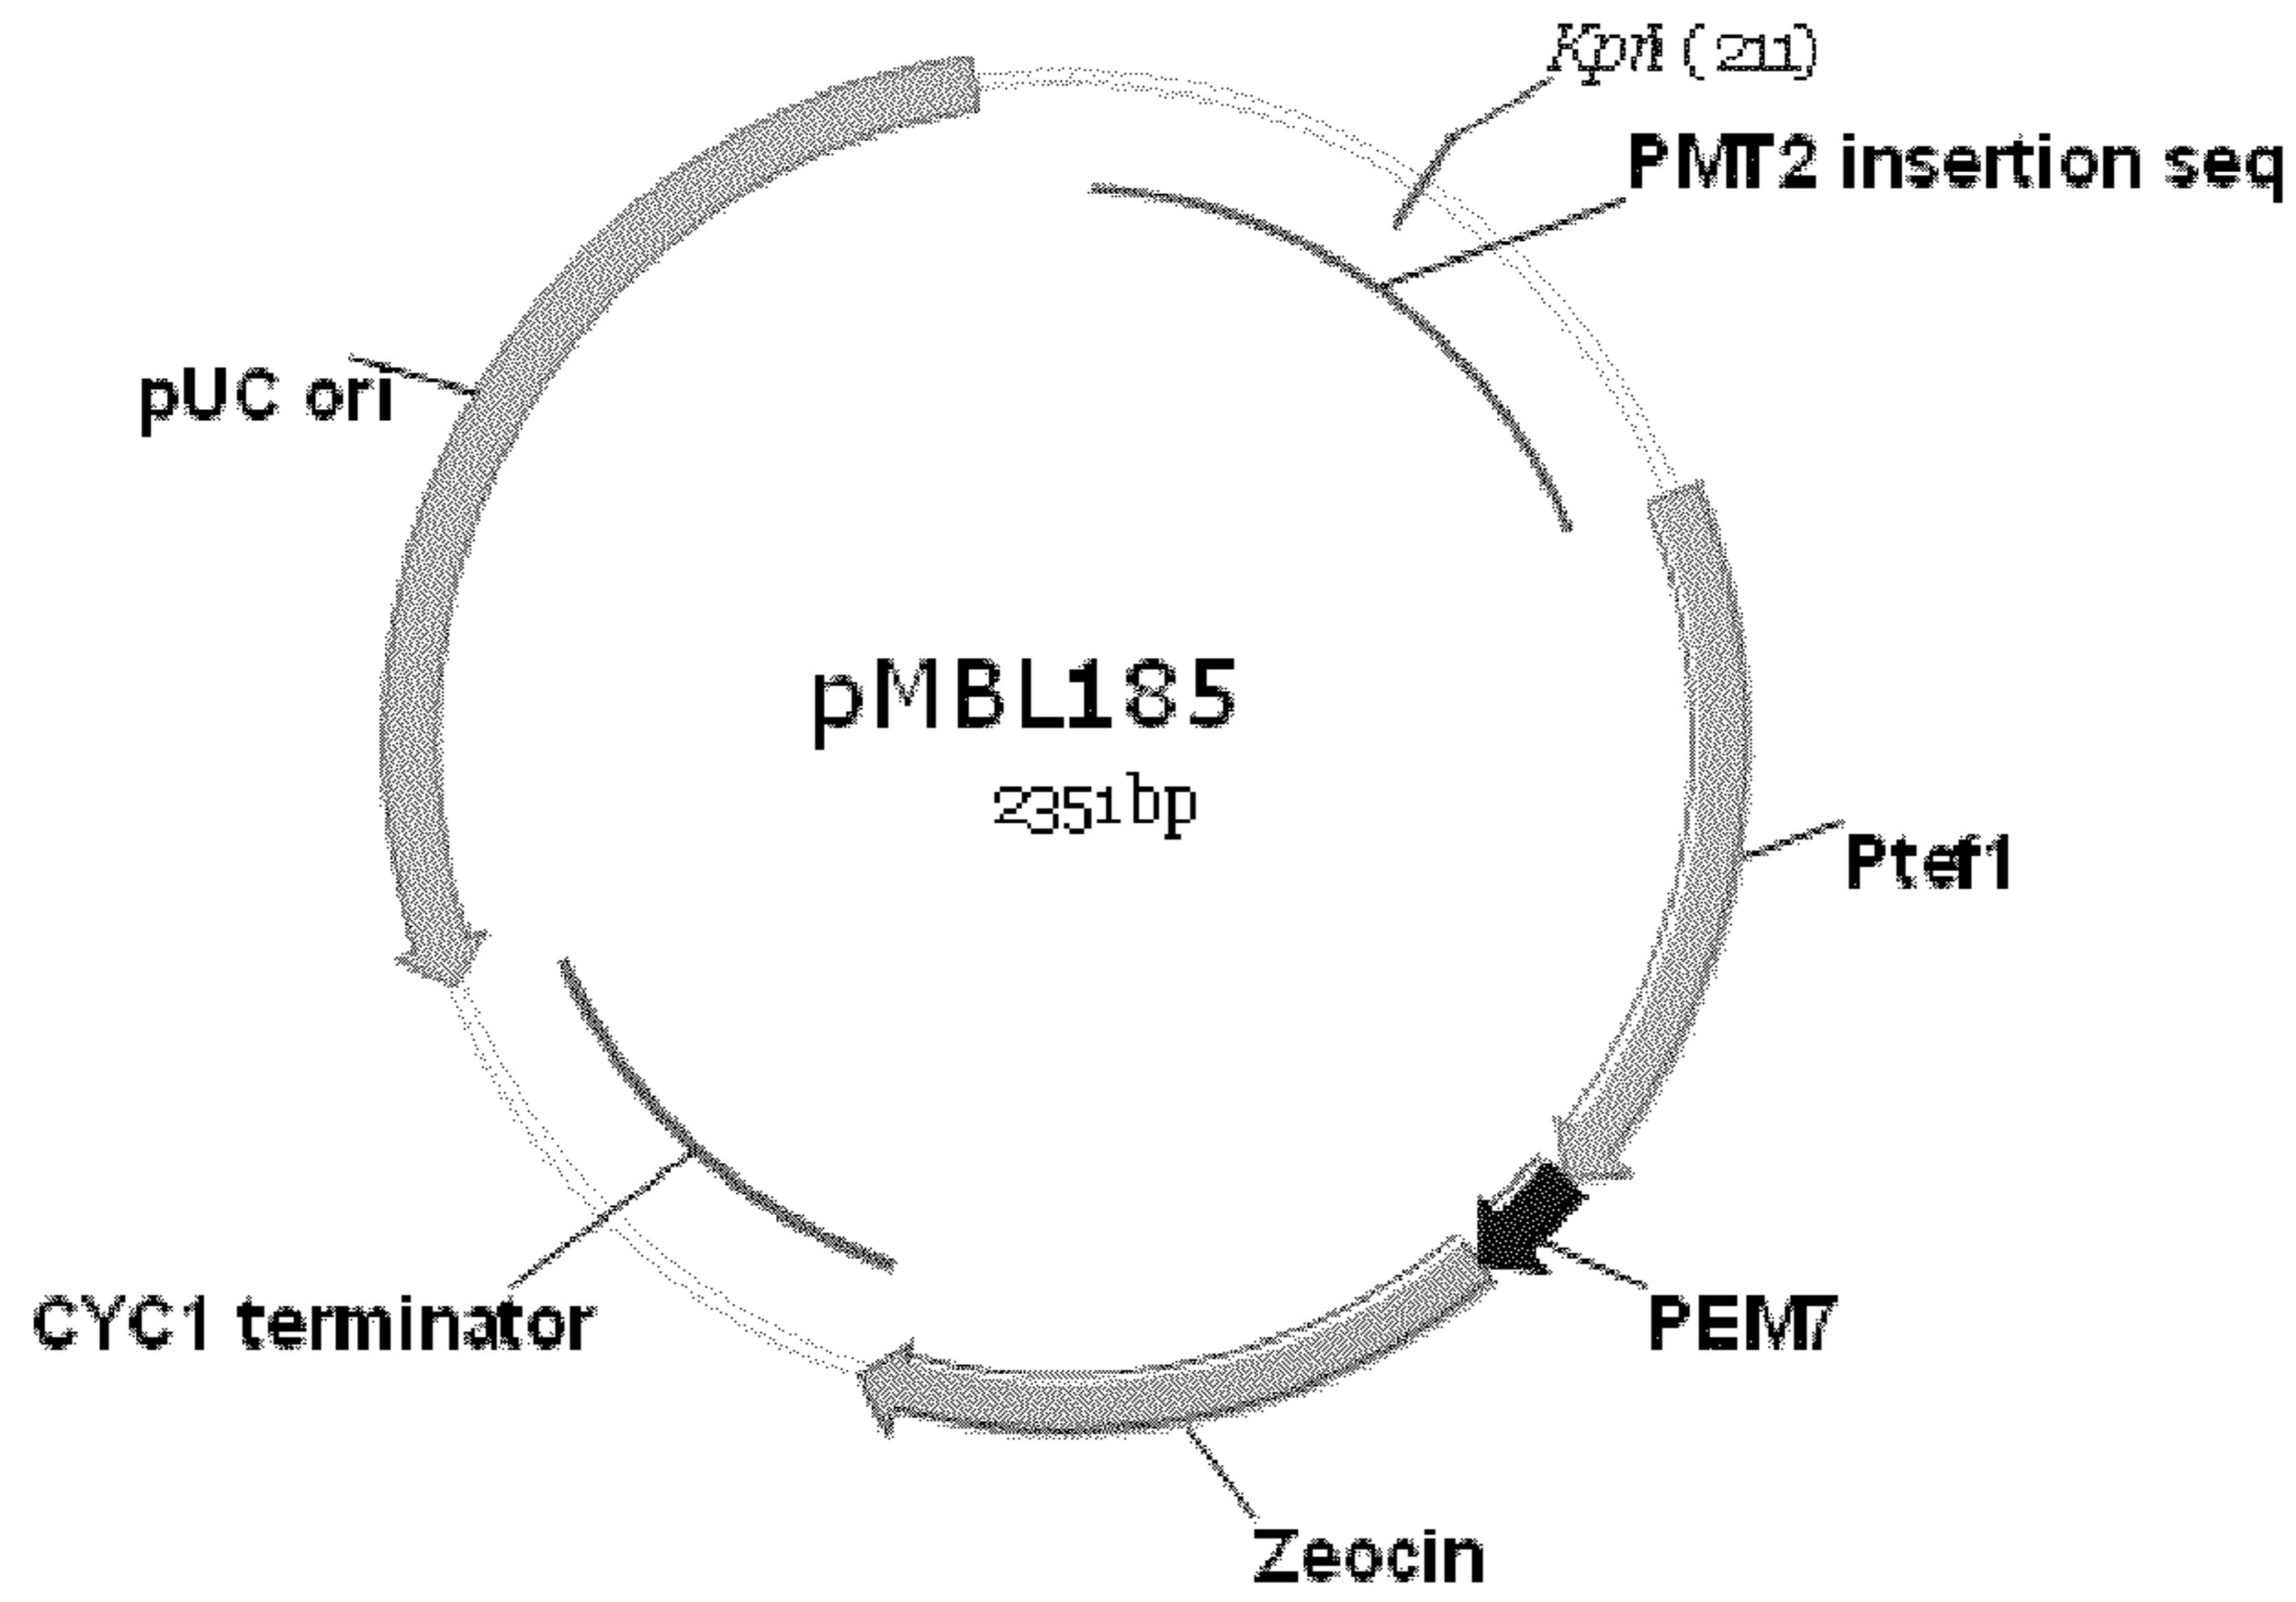 KpnI (211)
PMT2 insertion seq
pUC ori
pMBL185
2351bp
Ptef1
CYC1 terminator
PEM7
Zeocin